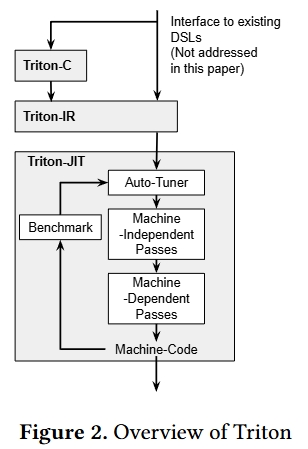 Interface to existing
DSLs
(Not addressed
in this paper)
Triton-C
Triton-IR
Triton-JIT
Auto-Tuner
Benchmark
Machine
-Independent
Passes
Machine
-Dependent
Passes
Machine-Code
Figure 2. Overview of Triton